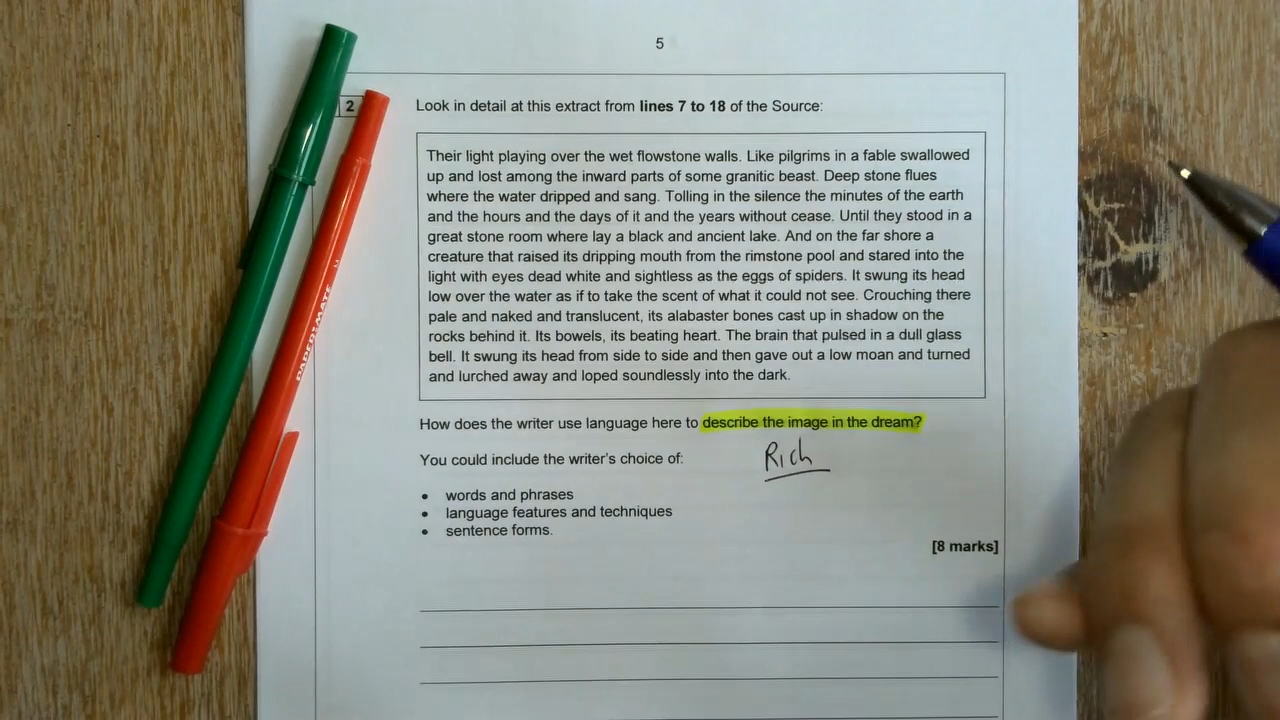 5
2 Look in detail at this extract from lines 7 to 18 of the Source:
Their light playing over the wet flowstone walls. Like pilgrims in a fable swallowed
up and lost among the inward parts of some granitic beast. Deep stone flues
where the water dripped and sang. Tolling in the silence the minutes of the earth
and the hours and the days of it and the years without cease. Until they stood in a
great stone room where lay a black and ancient lake. And on the far shore a
creature that raised its dripping mouth from the rimstone pool and stared into the
light with eyes dead white and sightless as the eggs of spiders. It swung its head
low over the water as if to take the scent of what it could not see. Crouching there
pale and naked and translucent, its alabaster bones cast up in shadow on the
rocks behind it. Its bowels, its beating heart. The brain that pulsed in a dull glass
bell. It swung its head from side to side and then gave out a low moan and turned
and lurched away and loped soundlessly into the dark.
How does the writer use language here to describe the image in the dream?
Rich
You could include the writer's choice of:
• words and phrases
• language features and techniques
• sentence forms.
[8 marks]
PAPER:MATE